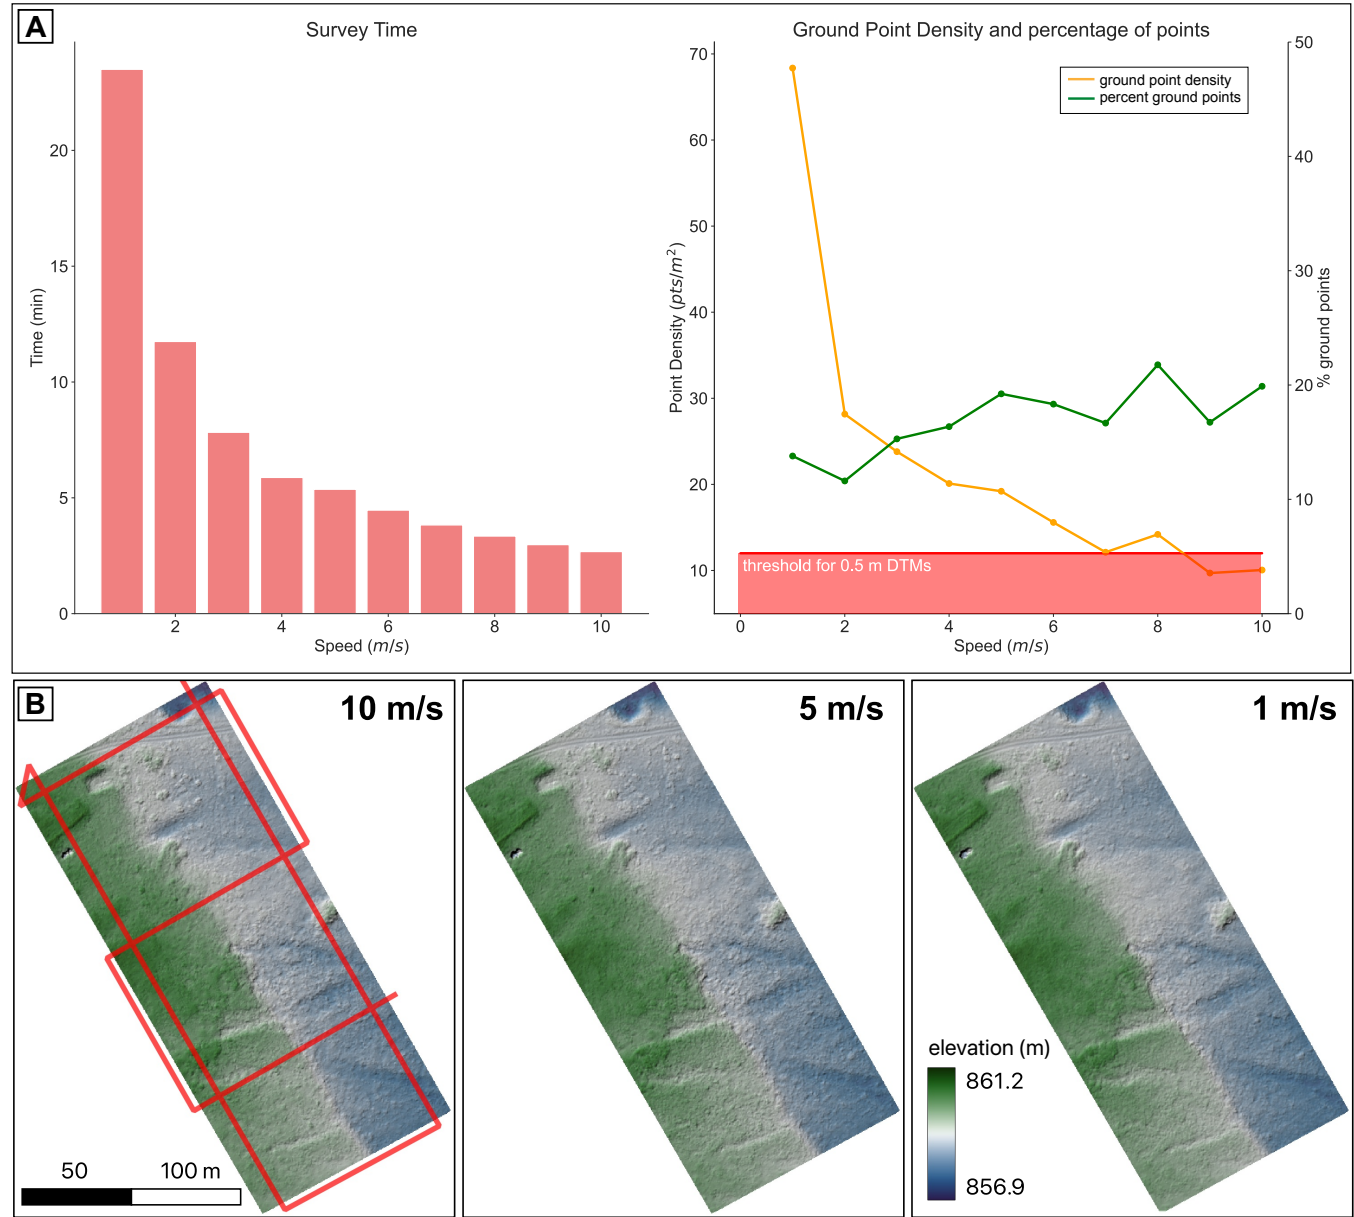 A
Survey Time
Time (min)
20
15
10
5
0
2 4 6 8 10
Speed (m/s)
Ground Point Density and percentage of points
ground point density
percent ground points
Point Density (pts/m²)
70
60
50
40
30
20
10
threshold for 0.5 m DTMs
0 2 4 6 8 10
Speed (m/s)
50
40
30
20
10
0
% ground points
B
10 m/s
50 100 m
5 m/s
1 m/s
elevation (m)
861.2
856.9